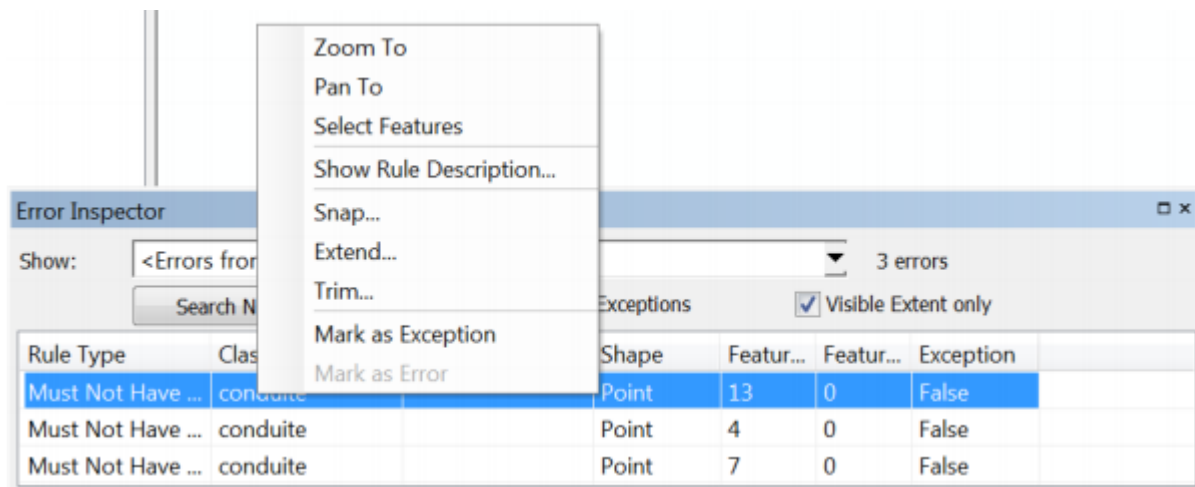 Zoom To
Pan To
Select Features
Show Rule Description...
Snap...
Extend...
Trim...
Mark as Exception
Mark as Error
Error Inspector
Show: <Errors fror 3 errors
Search N Exceptions Visible Extent only
Rule Type Clas Shape Featur... Featur... Exception
Must Not Have ... conduite Point 13 0 False
Must Not Have ... conduite Point 4 0 False
Must Not Have ... conduite Point 7 0 False